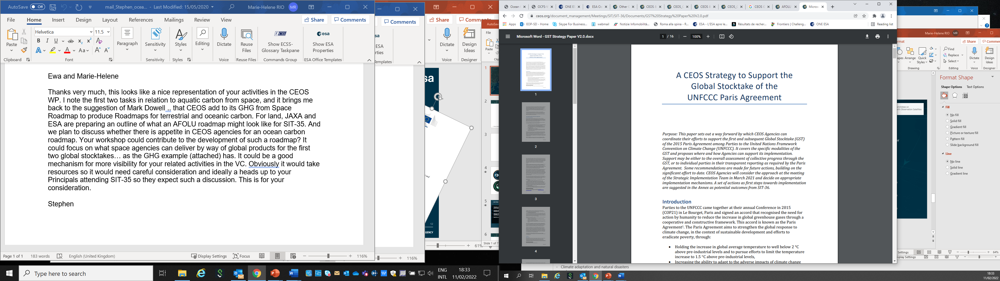 AutoSave Off mail_Stephen_ocea... - Last Modified: 15/05/2020 Marie-Helene RIO MR
File Home Insert Design Layout References Mailings Review View Share Comments
Paste
Clipboard
Helvetica 11.5
B I U ab x₂ x²
A Aa A A
Font
Paragraph
Sensitivity
Sensitivity
Styles
Styles
Editing
Dictate
Voice
Reuse Files
Reuse Files
ECSS
Show ECSS-Glossary Taskpane
Commands Group
esa
Show ESA Properties
ESA Office Templates
Ewa and Marie-Helene
Thanks very much, this looks like a nice representation of your activities in the CEOS
WP. I note the first two tasks in relation to aquatic carbon from space, and it brings me
back to the suggestion of Mark Dowell .. that CEOS add to its GHG from Space
Roadmap to produce Roadmaps for terrestrial and oceanic carbon. For land, JAXA and
ESA are preparing an outline of what an AFOLU roadmap might look like for SIT-35. And
we plan to discuss whether there is appetite in CEOS agencies for an ocean carbon
roadmap. Your workshop could contribute to the development of such a roadmap? It
could focus on what space agencies can deliver by way of global products for the first
two global stocktakes… as the GHG example (attached) has. It could be a good
mechanism for more visibility for your related activities in the VC. Obviously it would take
resources so it would need careful consideration and ideally a heads up to your
Principals attending SIT-35 so they expect such a discussion. This is for your
consideration.
Stephen
Page 1 of 1 183 words English (United Kingdom) Display Settings Focus 116%
Comments
116%
Share
Dictate
Voice
Design Ideas
Designer
12
61%
AutoSave
File
Paste
1
2
3
4
5
6
Slide 1 of 7
Ocean
OCFS-V
ONE ES
ESA Oc
Other
CEOS &
CEOS_C
CEOS &
CEOS_C
CEOS G
AFOLU
Micros
ceos.org/document_management/Meetings/SIT/SIT-36/Documents/GST%20Strategy%20Paper%20V2.0.pdf
Apps EOP-SD - Home Skype For Business... webmail Notizie Infomobilità... Roma alla spina - R... ESA - L'ESA apre le... Résultats de recher... Frontiers | Challeng... ONE ESA Reading list
Microsoft Word - GST Strategy Paper V2.0.docx 1 / 16 100%
1
2
3
4
A CEOS Strategy to Support the
Global Stocktake of the
UNFCCC Paris Agreement
Purpose: This paper sets out a way forward by which CEOS Agencies can
coordinate their efforts to support the first and subsequent Global Stocktake (GST)
of the 2015 Paris Agreement among Parties to the United Nations Framework
Convention on Climate Change (UNFCCC). It covers the specific modalities of the
GST and proposes where and how Agencies can support its implementation.
Support may be either to the overall assessment of collective progress through the
GST, or to individual parties in their transparent reporting as required by the Paris
Agreement. Some recommendations are made for future actions, building on the
significant effort to date. CEOS Agencies will consider the approach at the meeting
of the Strategic Implementation Team in March 2021 and decide on appropriate
implementation mechanisms. A set of actions as first steps towards implementation
are suggested in the Annex as potential outcomes from SIT-36.
Introduction
Parties to the UNFCCC came together at their annual Conference in 2015
(COP21) in Le Bourget, Paris and signed an accord that recognised the need for
action by humanity to reduce the increase in global greenhouse gases through a
cooperative and constructive framework. This accord is known as the Paris
Agreement¹. The Paris Agreement aims to strengthen the global response to
climate change, in the context of sustainable development and efforts to
eradicate poverty, through:
• Holding the increase in global average temperature to well below 2 °C
above pre-industrial levels and to pursue efforts to limit the temperature
increase to 1.5 °C above pre-industrial levels,
• Increasing the ability to adapt to the adverse impacts of climate change
- Climate adaptation and natural disasters
Marie-Helene RIO MR
Share
Arrange
Quick Styles
Drawing
Find
Replace
Select
Editing
Dictate
Voice
Design Ideas
Designer
Format Shape
Shape Options Text Options
Fill
No fill
Solid fill
Gradient fill
Picture or texture fill
Pattern fill
Slide background fill
Line
No line
Solid line
Gradient line
64%
Type here to search
ENG
INTL
18:33
11/02/2022
18:33
11/02/2022